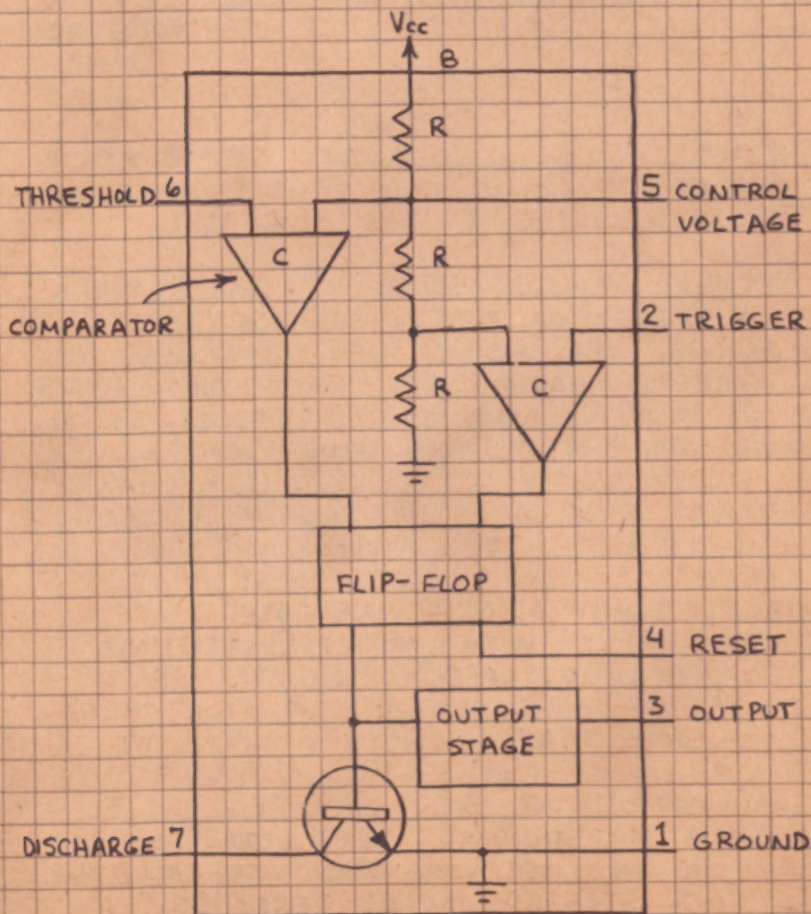 Vcc
8
R
THRESHOLD 6
5 CONTROL
VOLTAGE
C
R
COMPARATOR
2 TRIGGER
R
C
FLIP-FLOP
4 RESET
OUTPUT
STAGE
3 OUTPUT
DISCHARGE 7
1 GROUND